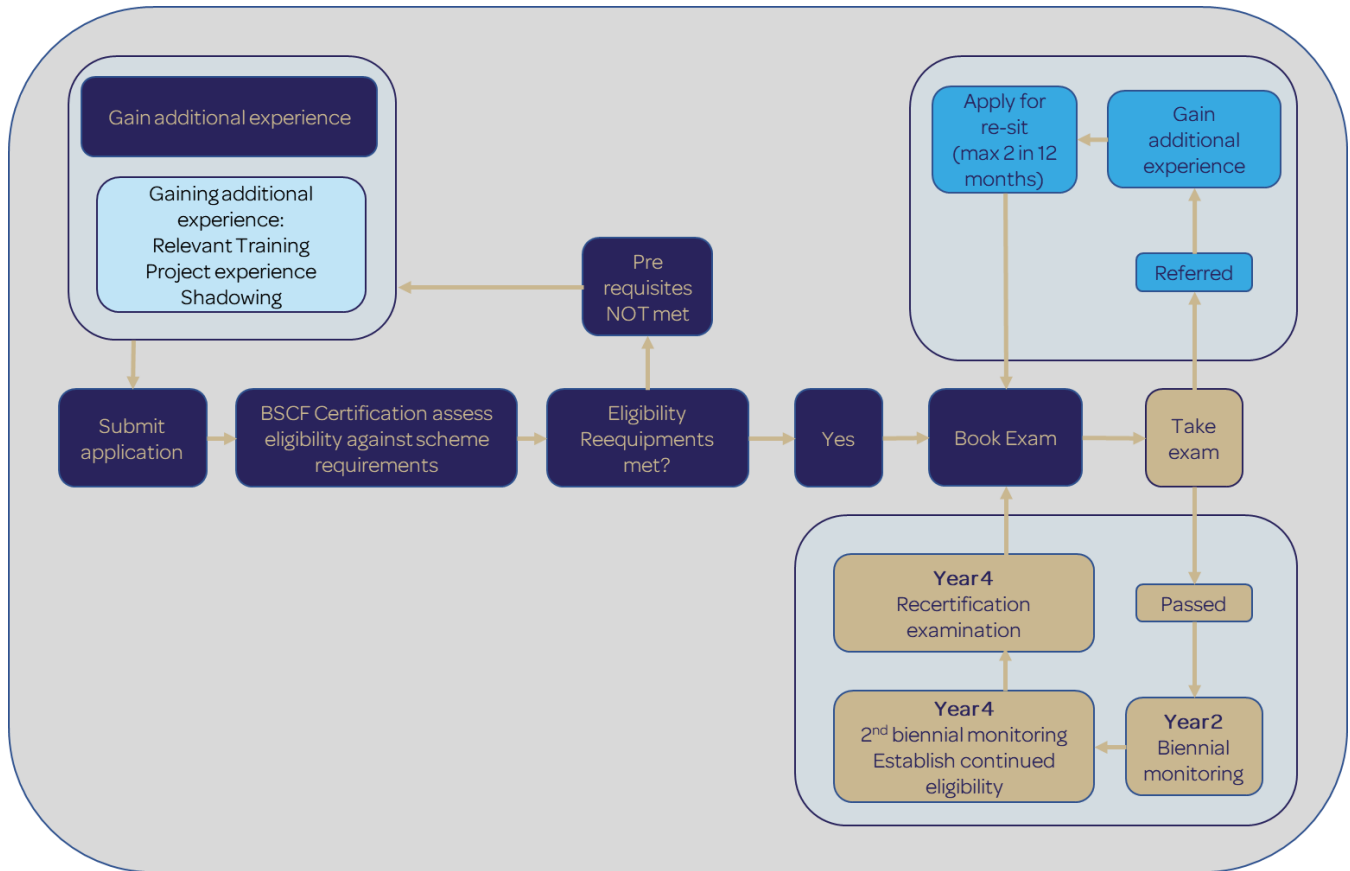 Gain additional experience
Gaining additional
experience:
Relevant Training
Project experience
Shadowing
Pre
requisites
NOT met
Apply for
re-sit
(max 2 in 12
months)
Gain
additional
experience
Referred
Submit
application
BSCF Certification assess
eligibility against scheme
requirements
Eligibility
Reequipments
met?
Yes
Book Exam
Take
exam
Year 4
Recertification
examination
Passed
Year 4
2nd biennial monitoring
Establish continued
eligibility
Year 2
Biennial
monitoring